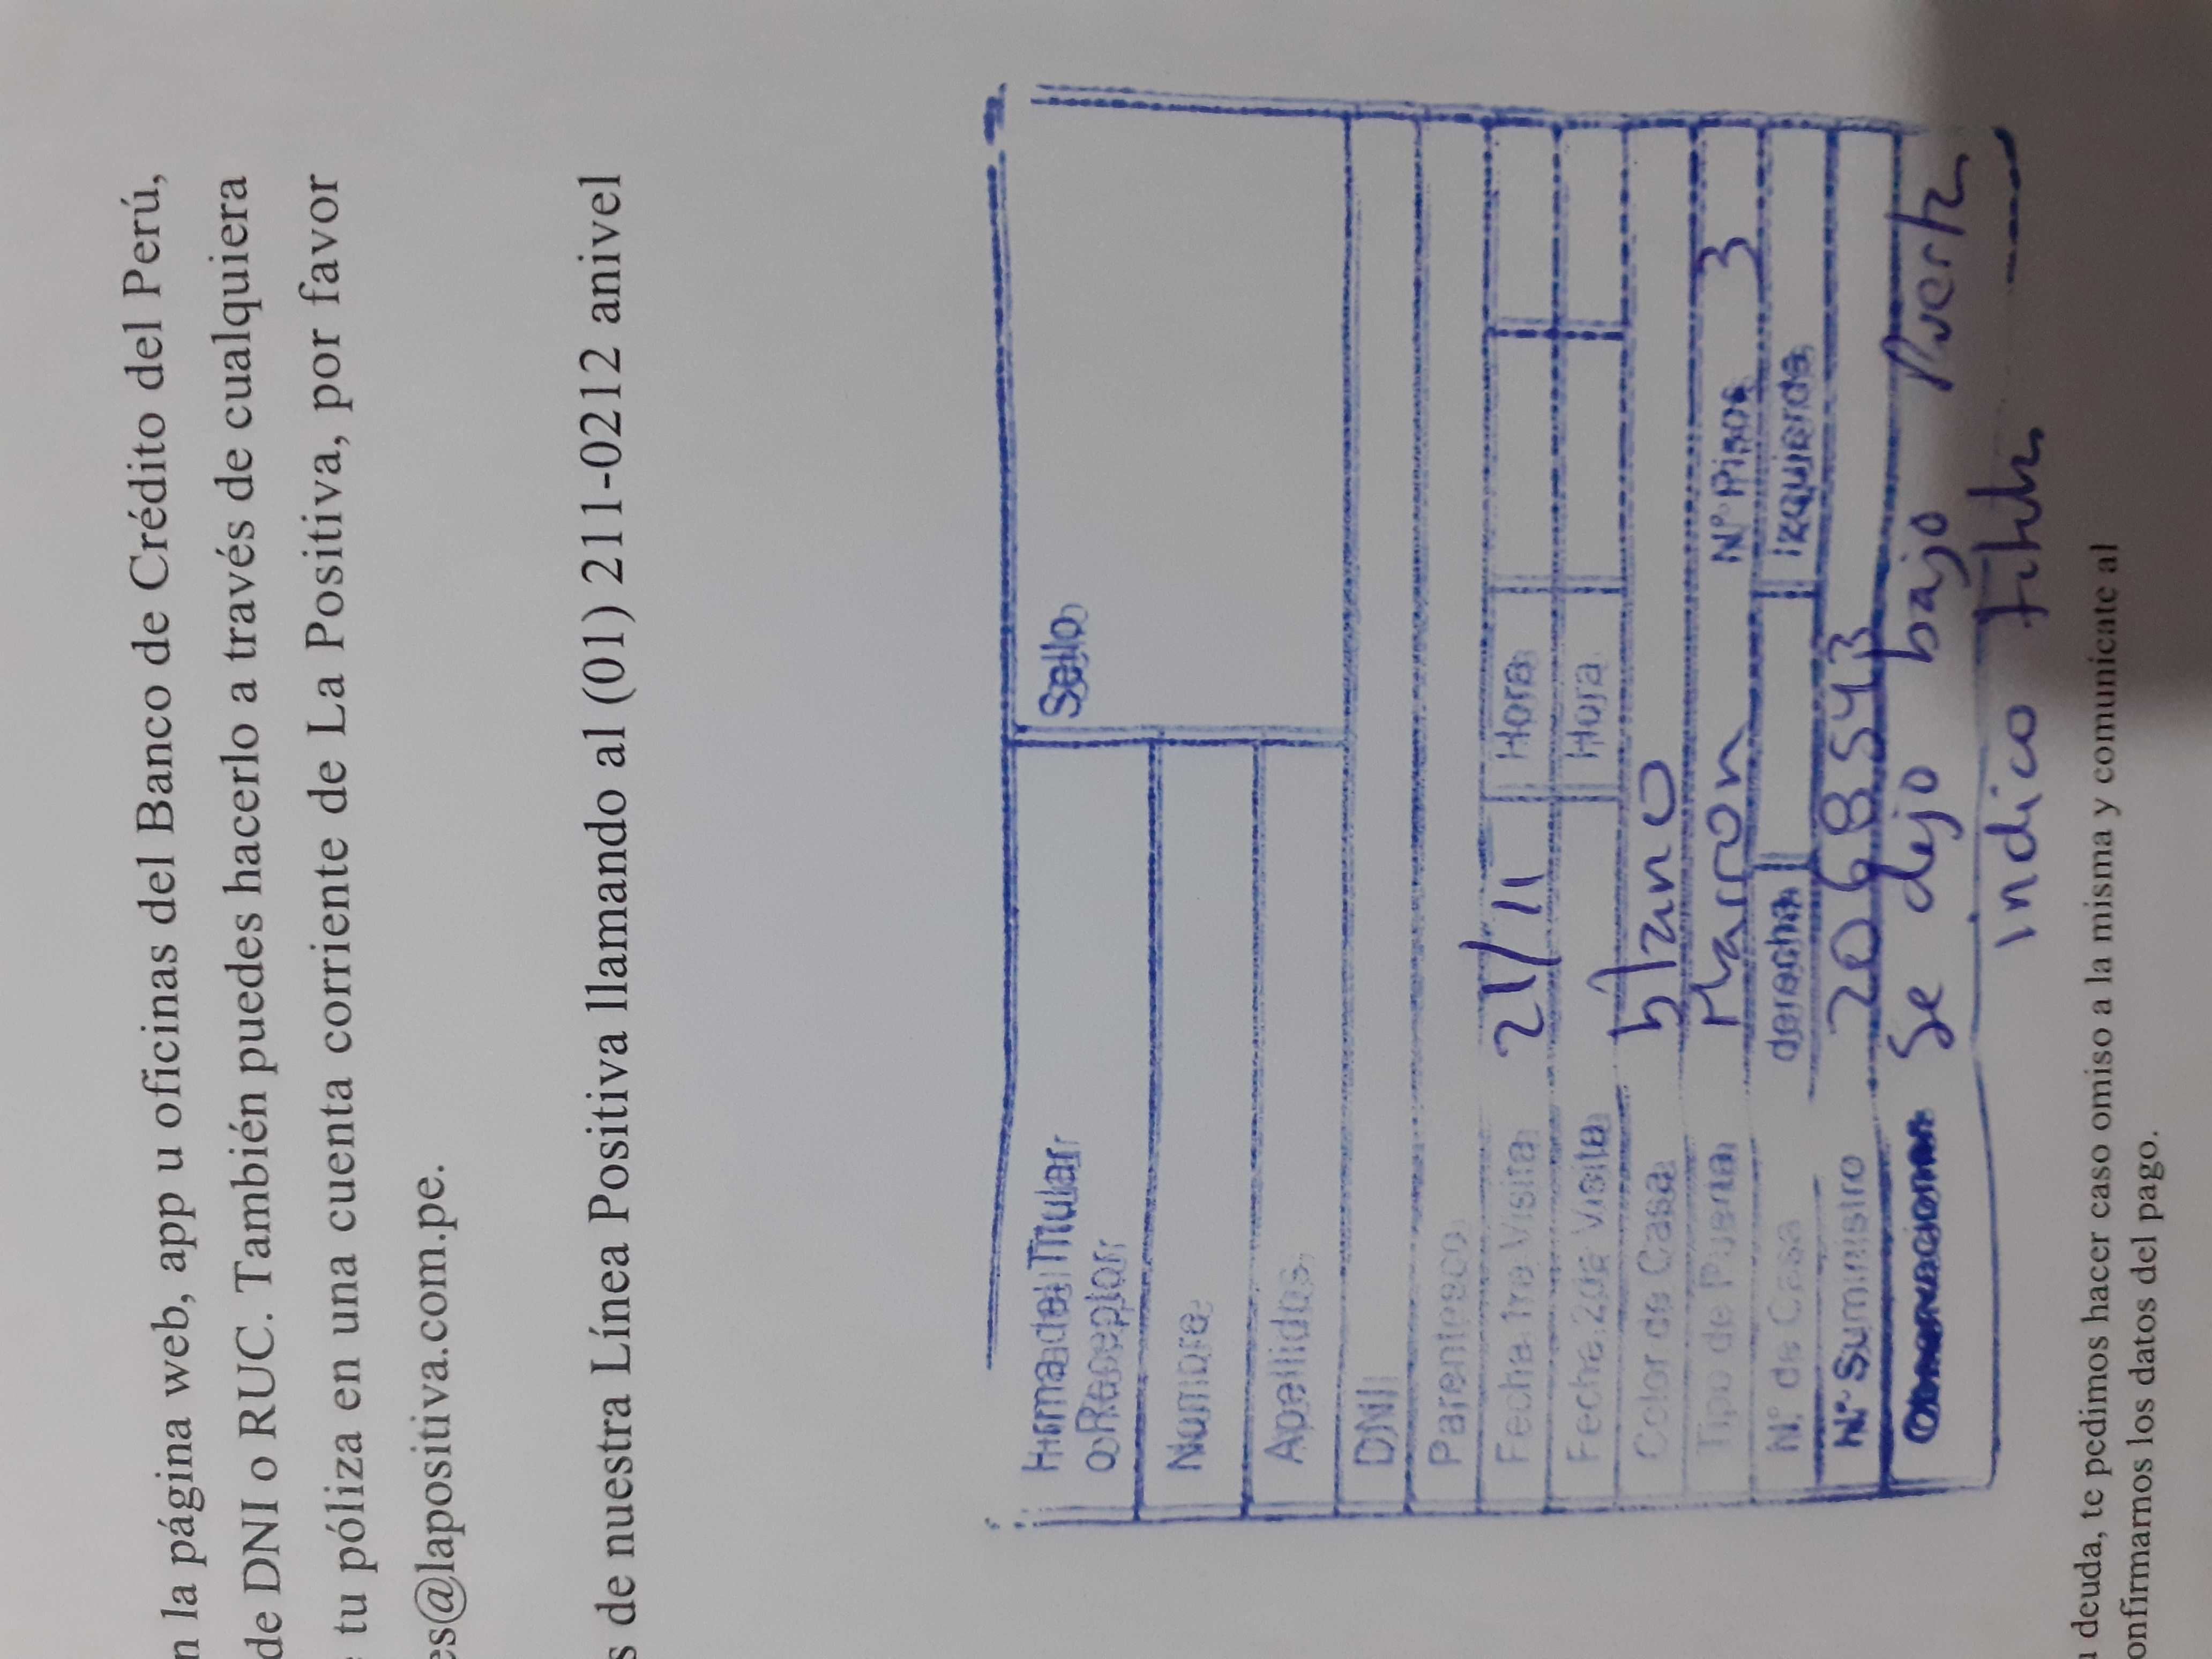 n la página web, app u oficinas del Banco de Crédito del Perú,
de DNI o RUC. También puedes hacerlo a través de cualquiera
tu póliza en una cuenta corriente de La Positiva, por favor
es@lapositiva.com.pe.
s de nuestra Línea Positiva llamando al (01) 211-0212 anivel
Firma del Titular Sello
o Receptor
Nombre
Apellidos
DNI
Parentesco
Fecha 1ra Visita 21/11 Hora
Fecha 2da Visita Hora
Color de Casa blanco
Tipo de Puerta Marron Nº Pisos 3
Nº de Casa derecha izquierda
Nº Suministro 2068543
Observaciones Se dejo bajo Puerta
indico titular
deuda, te pedimos hacer caso omiso a la misma y comunicate al
onfirmarnos los datos del pago.